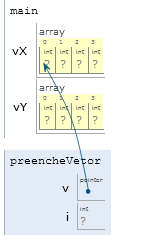 main
array
vX
0 1 2 3
int int int int
? ? ? ?
array
vY
0 1 2 3
int int int int
? ? ? ?
preencheVetor
pointer
v
int
i
?